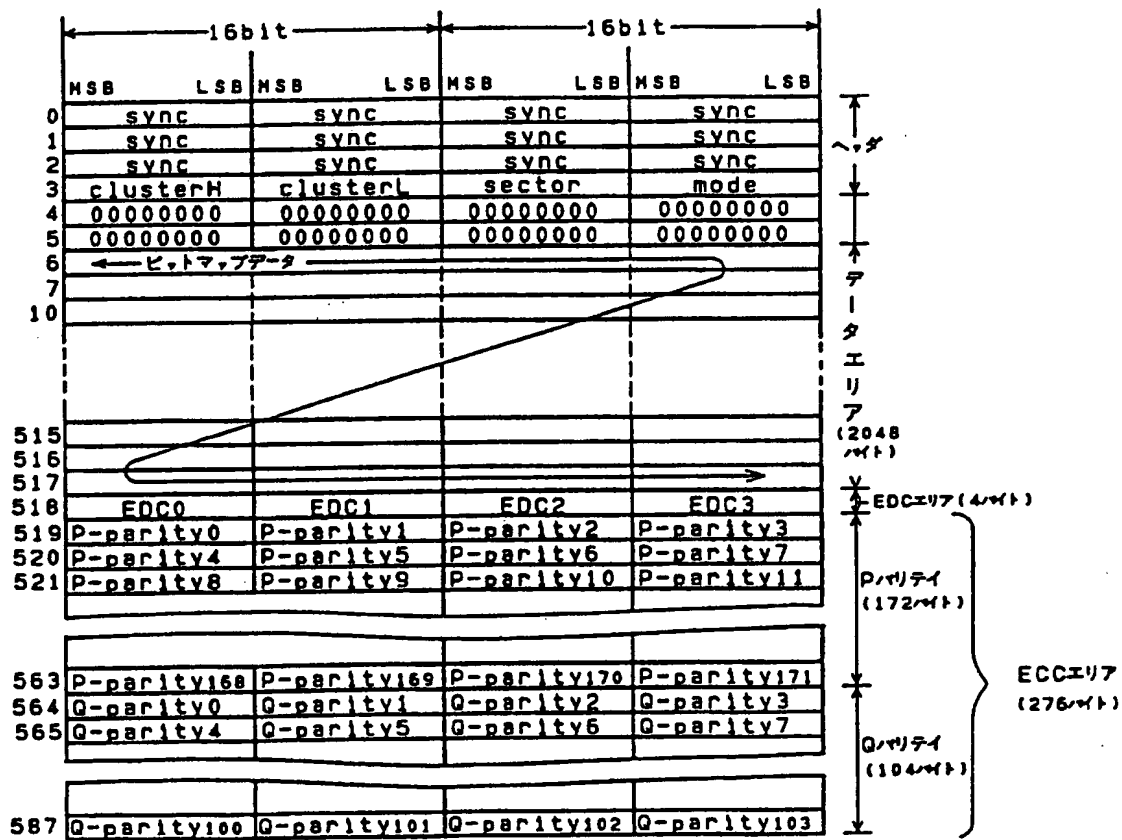 16bit 16bit
MSB LSB MSB LSB MSB LSB MSB LSB
0 sync sync sync sync
1 sync sync sync sync
2 sync sync sync sync
ヘッダ
3 clusterH clusterL sector mode
4 00000000 00000000 00000000 00000000
5 00000000 00000000 00000000 00000000
6 ビットマップデータ
7
10
データエリア
(2048
バイト)
515
516
517
518 EDC0 EDC1 EDC2 EDC3 EDCエリア(4バイト)
519 P-parity0 P-parity1 P-parity2 P-parity3
520 P-parity4 P-parity5 P-parity6 P-parity7
521 P-parity8 P-parity9 P-parity10 P-parity11
Pパリテイ
(172バイト)
563 P-parity168 P-parity169 P-parity170 P-parity171
564 Q-parity0 Q-parity1 Q-parity2 Q-parity3
565 Q-parity4 Q-parity5 Q-parity6 Q-parity7
ECCエリア
(276バイト)
Qパリテイ
(104バイト)
587 Q-parity100 Q-parity101 Q-parity102 Q-parity103